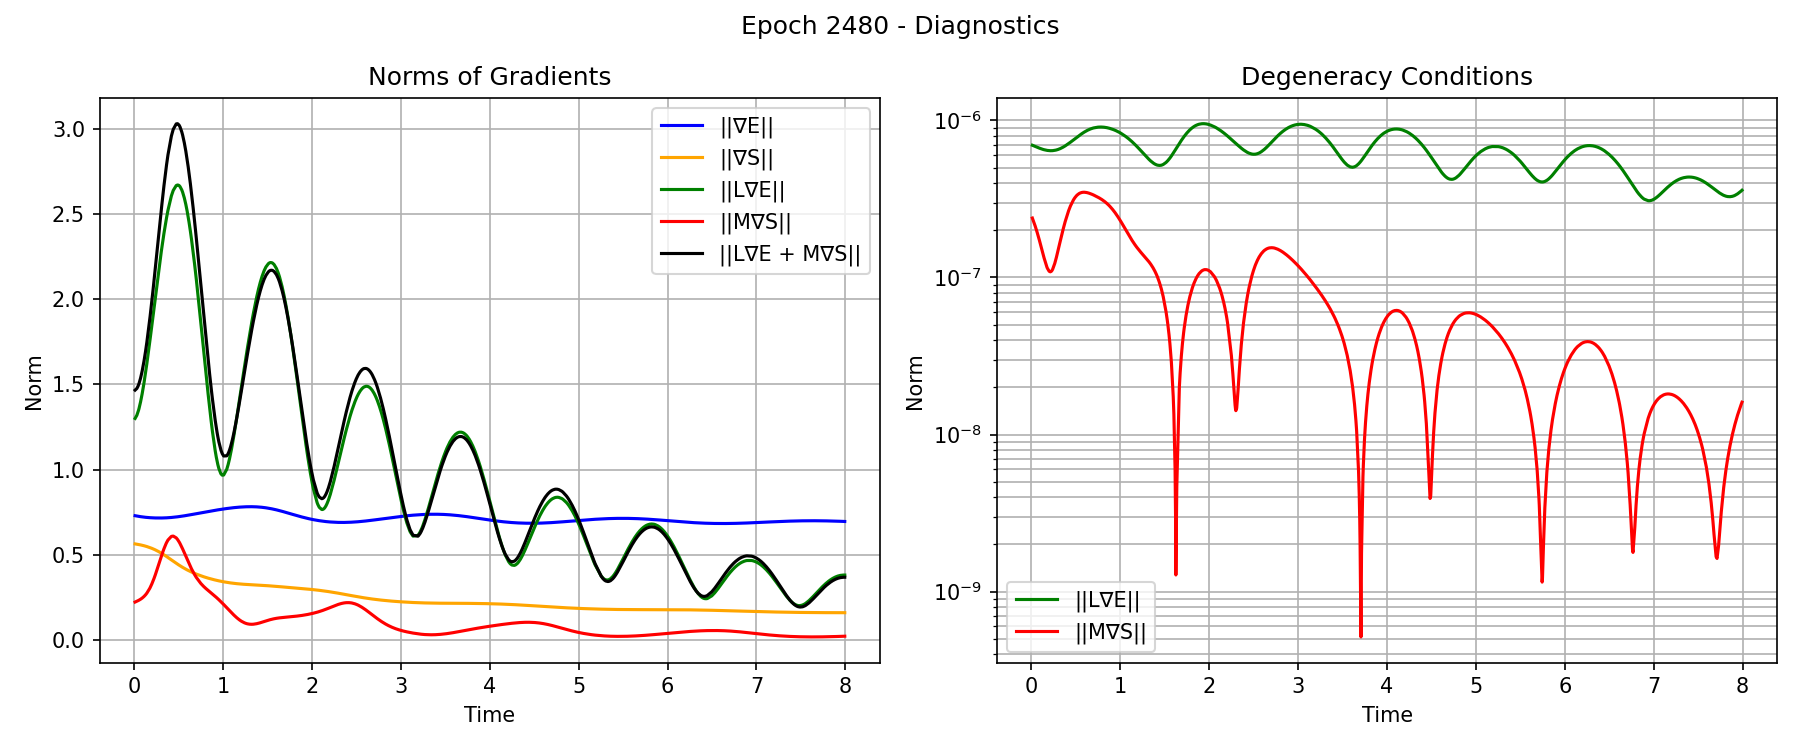 Epoch 2480 - Diagnostics
Norms of Gradients
Norm
3.0
2.5
2.0
1.5
1.0
0.5
0.0
0 1 2 3 4 5 6 7 8
Time
||∇E||
||∇S||
||L∇E||
||M∇S||
||L∇E + M∇S||
Degeneracy Conditions
Norm
10⁻⁶
10⁻⁷
10⁻⁸
10⁻⁹
0 1 2 3 4 5 6 7 8
Time
||L∇E||
||M∇S||